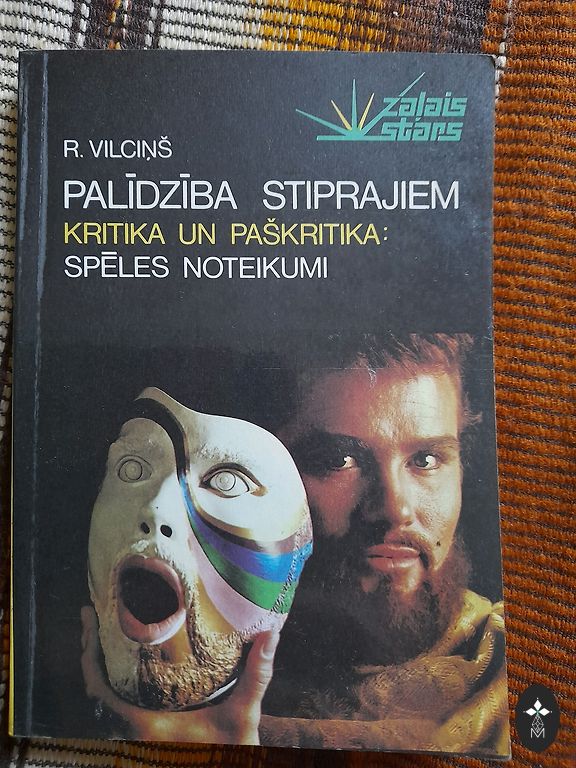 zaļais
stars
R. VILCIŅŠ
PALĪDZĪBA STIPRAJIEM
KRITIKA UN PAŠKRITIKA:
SPĒLES NOTEIKUMI
M